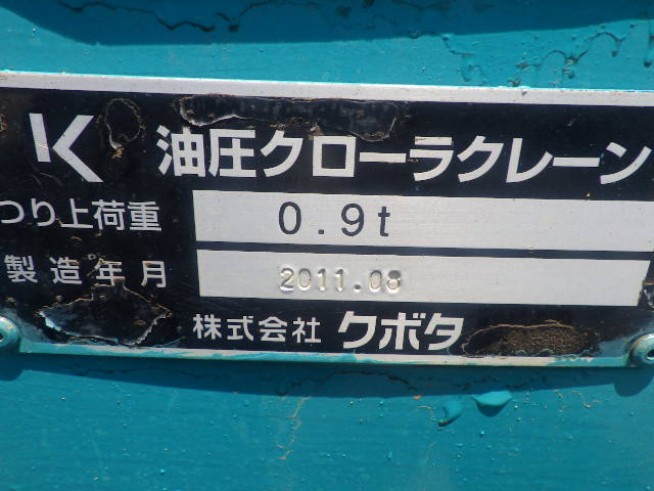 K 油圧クローラクレーン
つり上荷重 0.9t
製造年月 2011.08
株式会社 クボタ